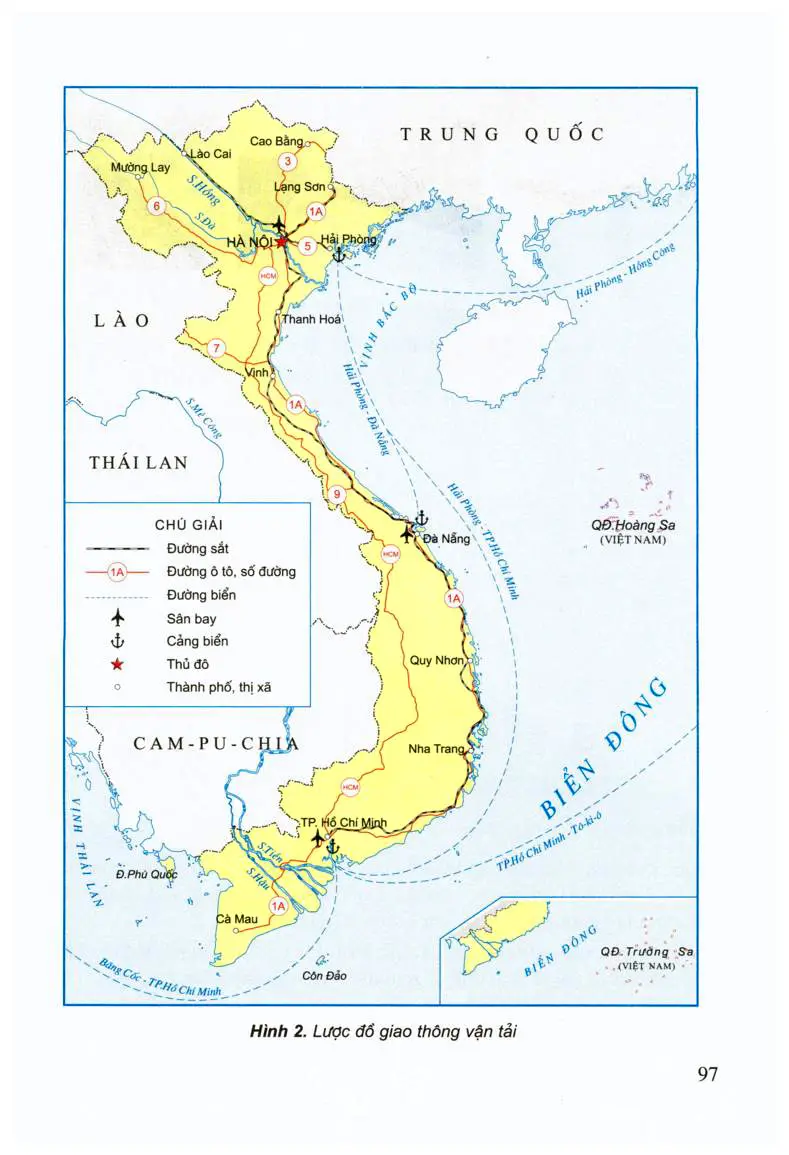 TRUNG QUỐC
Cao Bằng
Lào Cai
3
Mường Lay
Lạng Sơn
S.Hồng
6
1A
S.Đà
HÀ NỘI
5
Hải Phòng
HCM
Hải Phòng - Hồng Công
VỊNH BẮC BỘ
LÀO
Thanh Hoá
7
Vinh
Hải Phòng - Đà Nẵng
1A
S.Mê Công
THÁI LAN
9
Hải Phòng - TP.Hồ Chí Minh
QĐ.Hoàng Sa
(VIỆT NAM)
CHÚ GIẢI
Đường sắt
1A Đường ô tô, số đường
Đường biển
Sân bay
Cảng biển
Thủ đô
Thành phố, thị xã
Đà Nẵng
HCM
1A
Quy Nhơn
BIỂN ĐÔNG
CAM-PU-CHIA
Nha Trang
HCM
VỊNH THÁI LAN
TP. Hồ Chí Minh
S.Tiền
TP.Hồ Chí Minh - Tô-ki-ô
Đ.Phú Quốc
S.Hậu
1A
Cà Mau
BIỂN ĐÔNG
QĐ.Trường Sa
(VIỆT NAM)
Băng Cốc - TP.Hồ Chí Minh
Côn Đảo
Hình 2. Lược đồ giao thông vận tải
97